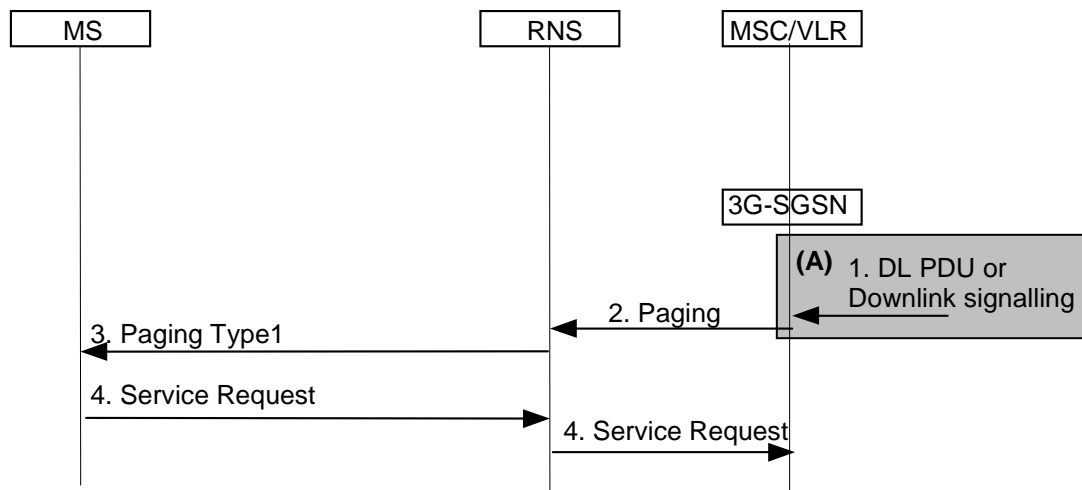 MS
RNS
MSC/VLR
3G-SGSN
(A)
1. DL PDU or
Downlink signalling
2. Paging
3. Paging Type1
4. Service Request
4. Service Request